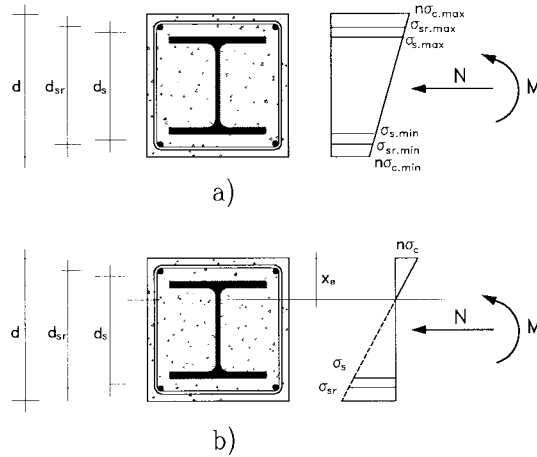 nσc.max
σsr.max
σs.max
d
dsr
ds
N
M
σs.min
σsr.min
nσc.min
a)
nσc
xe
d
dsr
ds
N
M
σs
σsr
b)